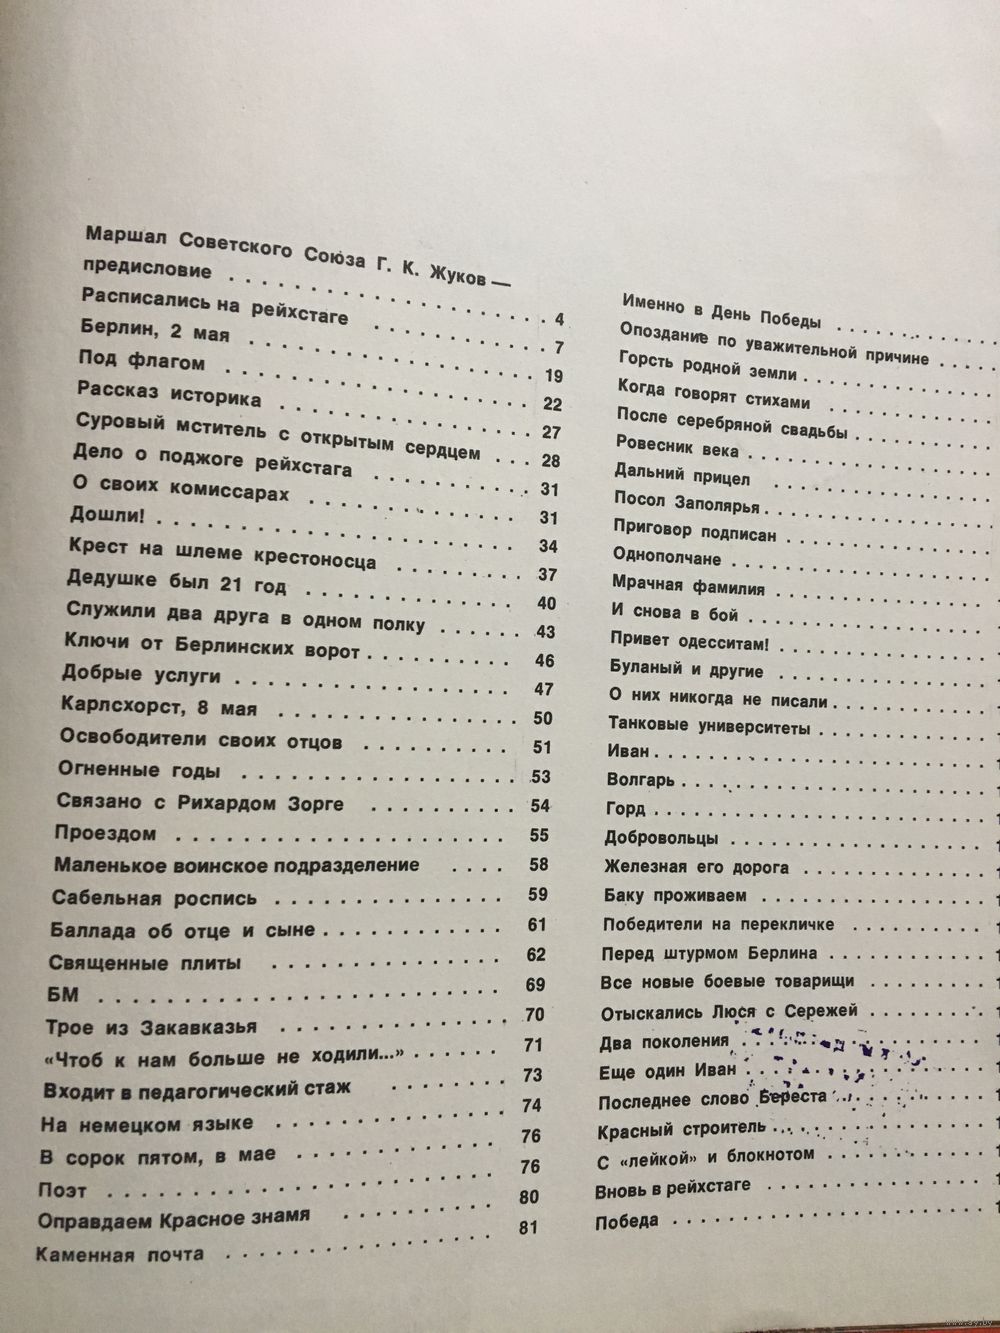 Маршал Советского Союза Г. К. Жуков —
предисловие . . . . . . . . . . . . . . . . 4
Расписались на рейхстаге . . . . . . . . 7
Берлин, 2 мая . . . . . . . . . . . . . . 19
Под флагом . . . . . . . . . . . . . . . 22
Рассказ историка . . . . . . . . . . . . 27
Суровый мститель с открытым сердцем . . . 28
Дело о поджоге рейхстага . . . . . . . . 31
О своих комиссарах . . . . . . . . . . . 31
Дошли! . . . . . . . . . . . . . . . . . 34
Крест на шлеме крестоносца . . . . . . . 37
Дедушке был 21 год . . . . . . . . . . . 40
Служили два друга в одном полку . . . . . 43
Ключи от Берлинских ворот . . . . . . . . 46
Добрые услуги . . . . . . . . . . . . . . 47
Карлсхорст, 8 мая . . . . . . . . . . . . 50
Освободители своих отцов . . . . . . . . 51
Огненные годы . . . . . . . . . . . . . . 53
Связано с Рихардом Зорге . . . . . . . . 54
Проездом . . . . . . . . . . . . . . . . 55
Маленькое воинское подразделение . . . . 58
Сабельная роспись . . . . . . . . . . . . 59
Баллада об отце и сыне . . . . . . . . . 61
Священные плиты . . . . . . . . . . . . . 62
БМ . . . . . . . . . . . . . . . . . . . 69
Трое из Закавказья . . . . . . . . . . . 70
«Чтоб к нам больше не ходили...» . . . . . 71
Входит в педагогический стаж . . . . . . 73
На немецком языке . . . . . . . . . . . . 74
В сорок пятом, в мае . . . . . . . . . . 76
Поэт . . . . . . . . . . . . . . . . . . 76
Оправдаем Красное знамя . . . . . . . . . 80
Каменная почта . . . . . . . . . . . . . 81
Именно в День Победы . . . . . . . .
Опоздание по уважительной причине . . . .
Горсть родной земли . . . . . . . . .
Когда говорят стихами . . . . . . . .
После серебряной свадьбы . . . . . . .
Ровесник века . . . . . . . . . . . .
Дальний прицел . . . . . . . . . . .
Посол Заполярья . . . . . . . . . . .
Приговор подписан . . . . . . . . . .
Однополчане . . . . . . . . . . . . .
Мрачная фамилия . . . . . . . . . . .
И снова в бой . . . . . . . . . . . .
Привет одесситам! . . . . . . . . . .
Буланый и другие . . . . . . . . . .
О них никогда не писали . . . . . . .
Танковые университеты . . . . . . . .
Иван . . . . . . . . . . . . . . . .
Волгарь . . . . . . . . . . . . . . .
Горд . . . . . . . . . . . . . . . .
Добровольцы . . . . . . . . . . . . .
Железная его дорога . . . . . . . . .
Баку проживаем . . . . . . . . . . .
Победители на перекличке . . . . . . .
Перед штурмом Берлина . . . . . . . .
Все новые боевые товарищи . . . . . .
Отыскались Люся с Сережей . . . . . .
Два поколения . . . . . . . . . . . .
Еще один Иван . . . . . . . . . . . .
Последнее слово Береста . . . . . . .
Красный строитель . . . . . . . . . .
С «лейкой» и блокнотом . . . . . . . .
Вновь в рейхстаге . . . . . . . . . .
Победа . . . . . . . . . . . . . . .